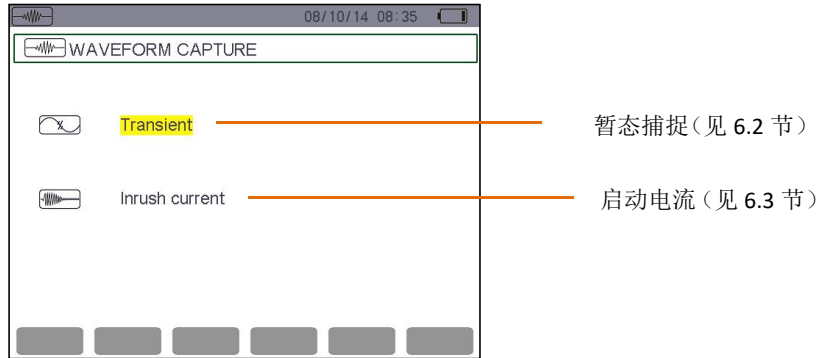 08/10/14 08:35
WAVEFORM CAPTURE
Transient
暂态捕捉（见 6.2 节）
Inrush current
启动电流（见 6.3 节）